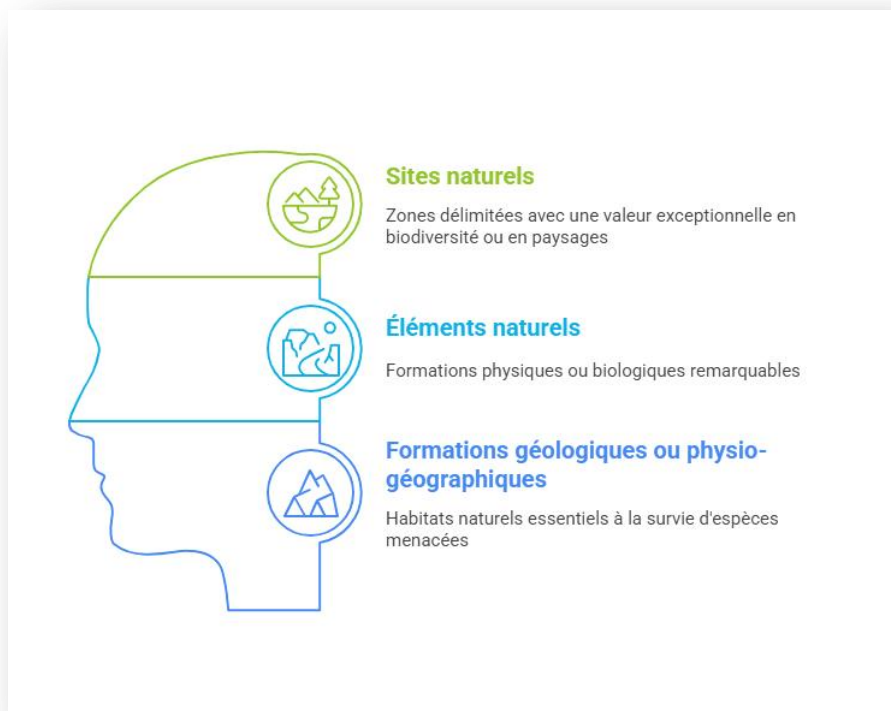 Sites naturels
Zones délimitées avec une valeur exceptionnelle en
biodiversité ou en paysages
Éléments naturels
Formations physiques ou biologiques remarquables
Formations géologiques ou physio-
géographiques
Habitats naturels essentiels à la survie d'espèces
menacées